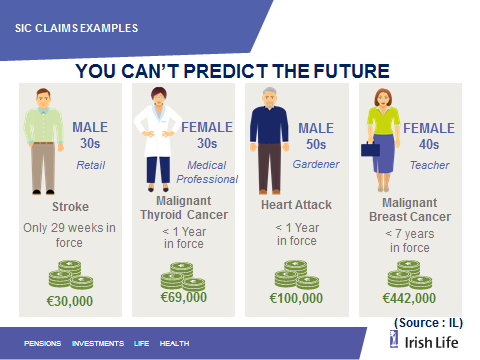 SIC CLAIMS EXAMPLES
YOU CAN'T PREDICT THE FUTURE
MALE
30s
Retail
Stroke
Only 29 weeks in
force
€30,000
FEMALE
30s
Medical
Professional
Malignant
Thyroid Cancer
< 1 Year
in force
€69,000
MALE
50s
Gardener
Heart Attack
< 1 Year
in force
€100,000
FEMALE
40s
Teacher
Malignant
Breast Cancer
< 7 years
in force
€442,000
(Source : IL)
PENSIONS INVESTMENTS LIFE HEALTH
Irish Life